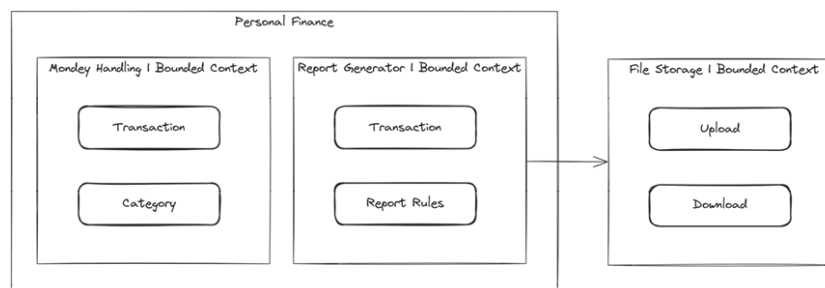 Personal Finance
Mondey Handling | Bounded Context
Report Generator | Bounded Context
File Storage | Bounded Context
Transaction
Transaction
Upload
Category
Report Rules
Download